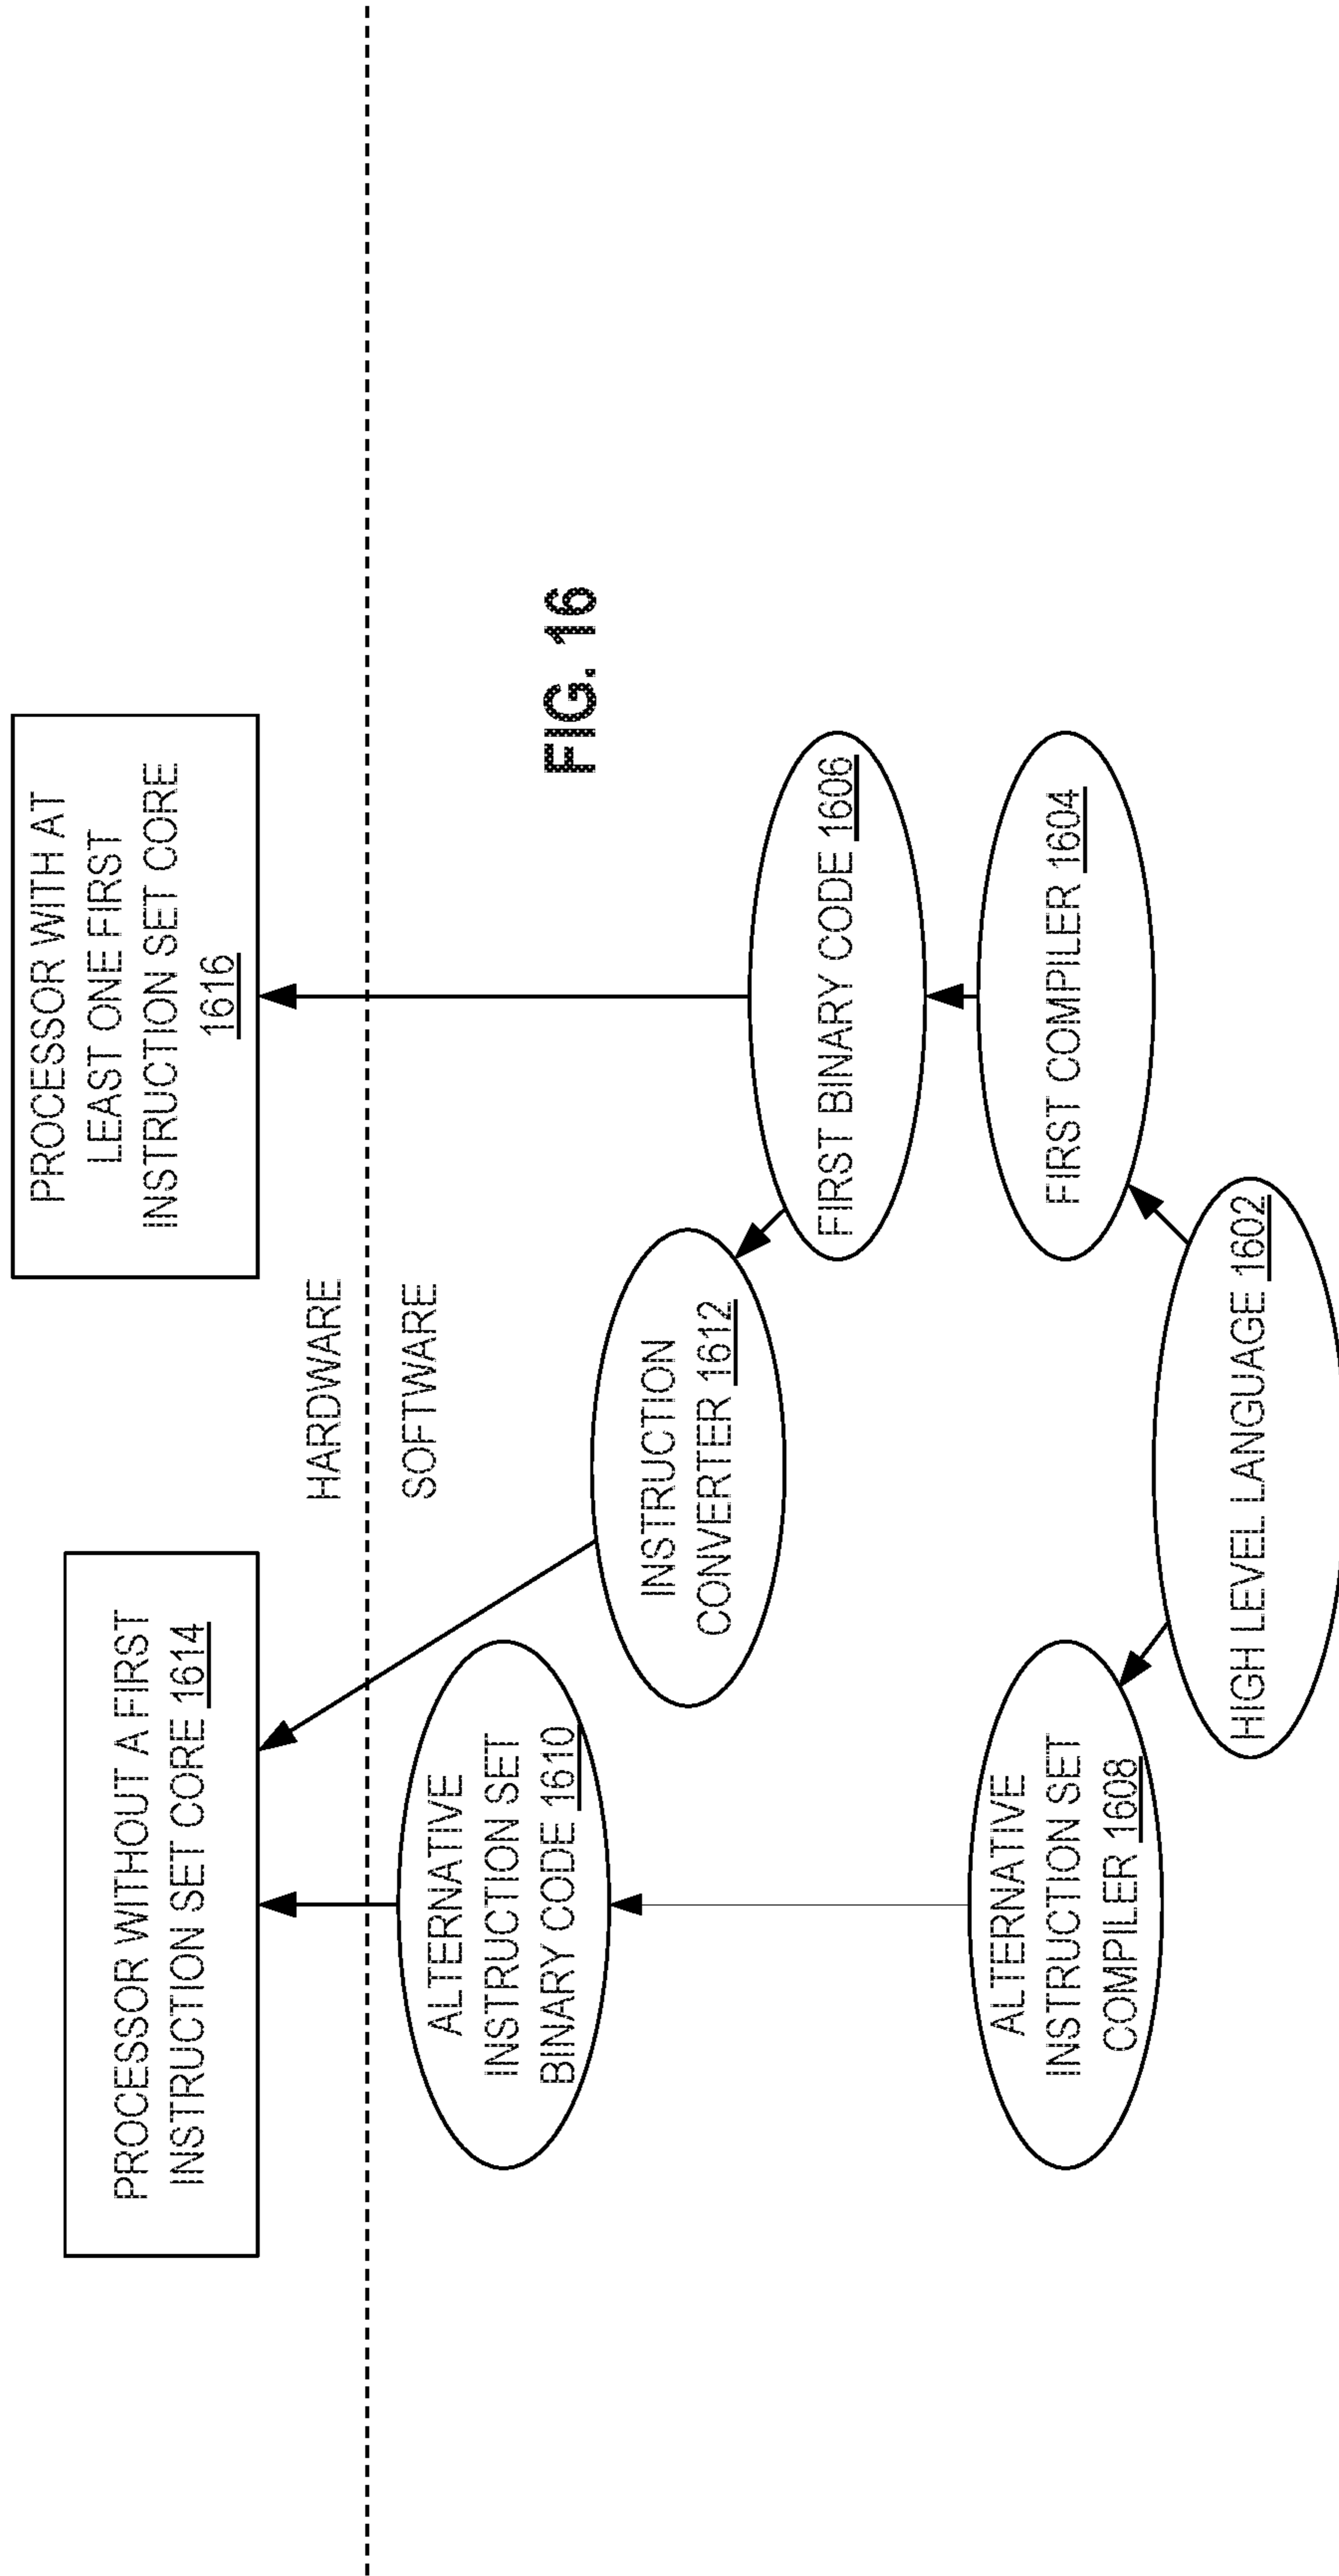 PROCESSOR WITHOUT A FIRST
INSTRUCTION SET CORE 1614
PROCESSOR WITH AT
LEAST ONE FIRST
INSTRUCTION SET CORE
1616
HARDWARE
SOFTWARE
ALTERNATIVE
INSTRUCTION SET
BINARY CODE 1610
INSTRUCTION
CONVERTER 1612
FIG. 16
FIRST BINARY CODE 1606
ALTERNATIVE
INSTRUCTION SET
COMPILER 1608
FIRST COMPILER 1604
HIGH LEVEL LANGUAGE 1602